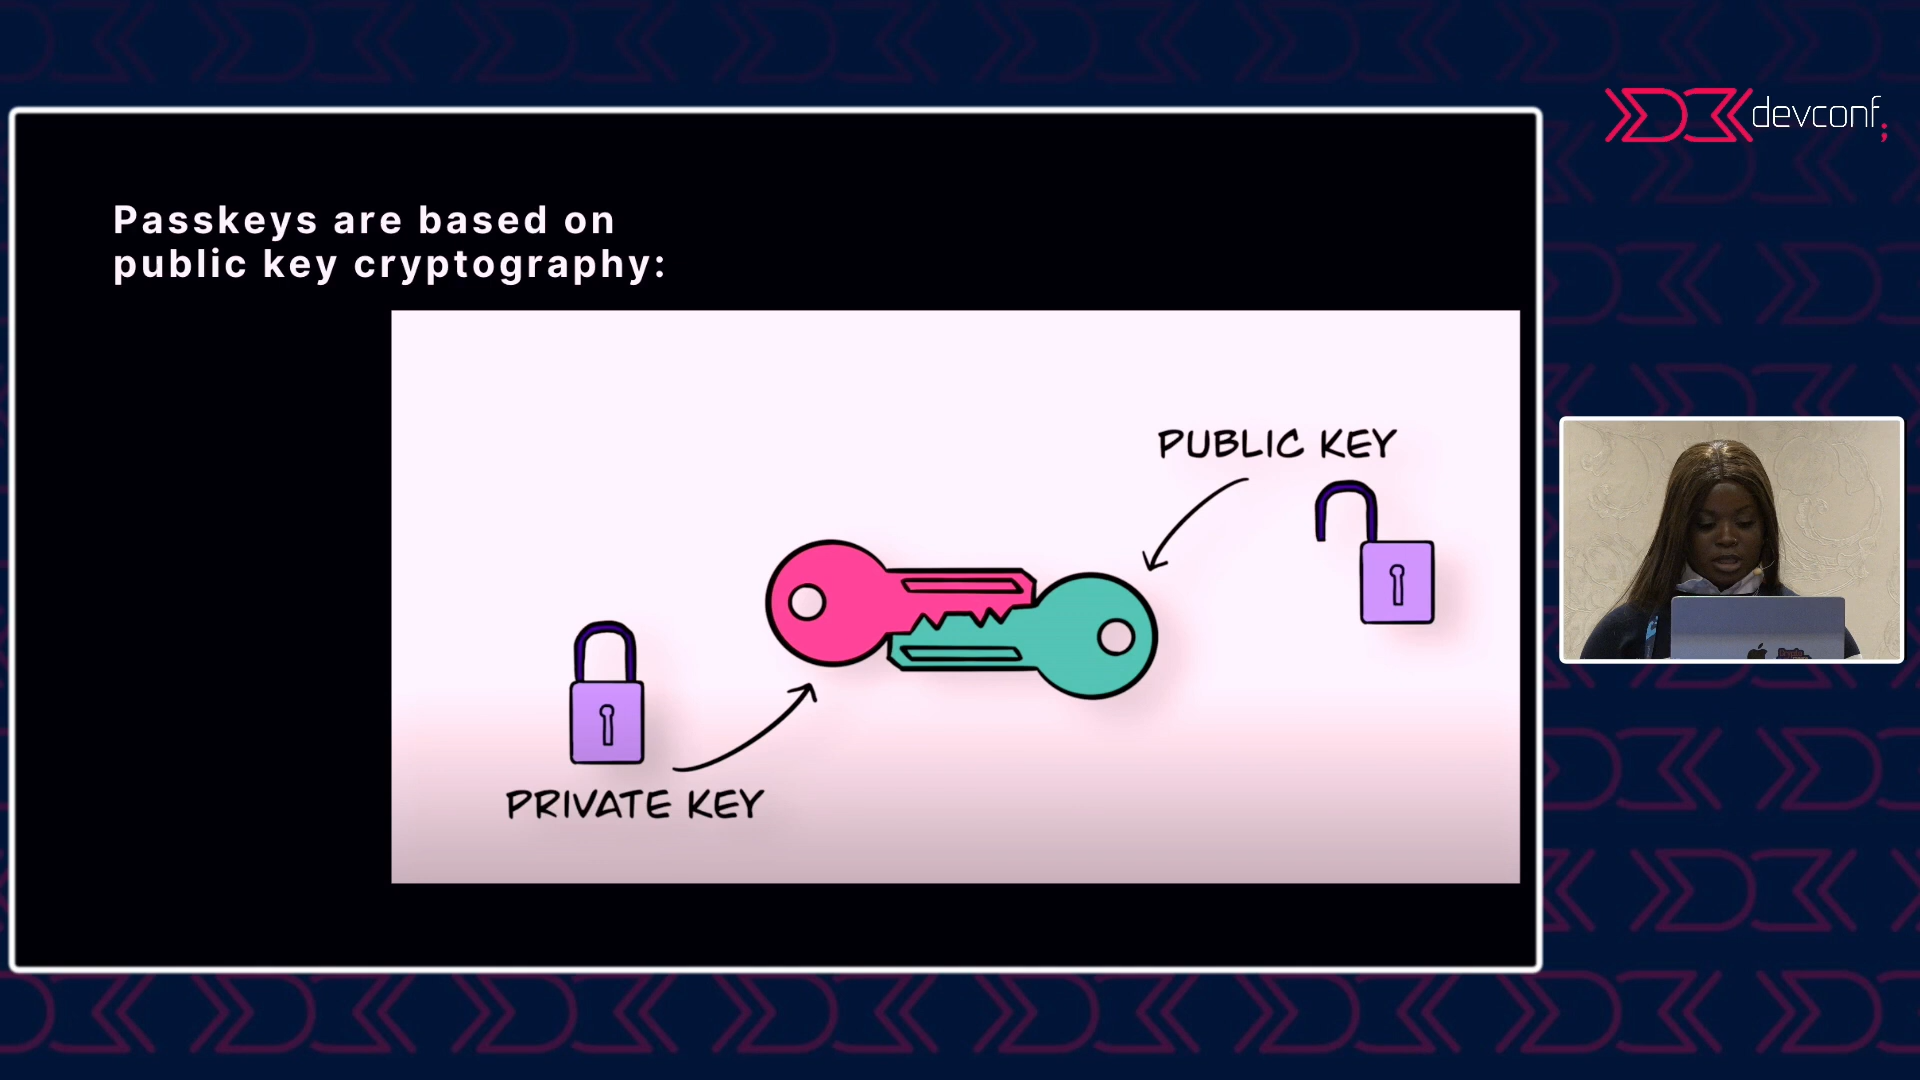 devconf;
Passkeys are based on
public key cryptography:
PUBLIC KEY
PRIVATE KEY